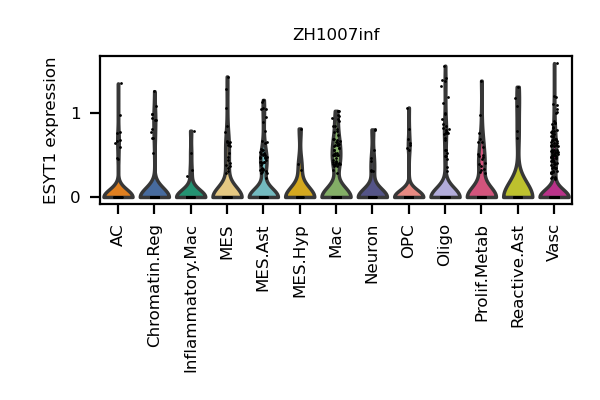 ZH1007inf
ESYT1 expression
1
0
AC
Chromatin.Reg
Inflammatory.Mac
MES
MES.Ast
MES.Hyp
Mac
Neuron
OPC
Oligo
Prolif.Metab
Reactive.Ast
Vasc